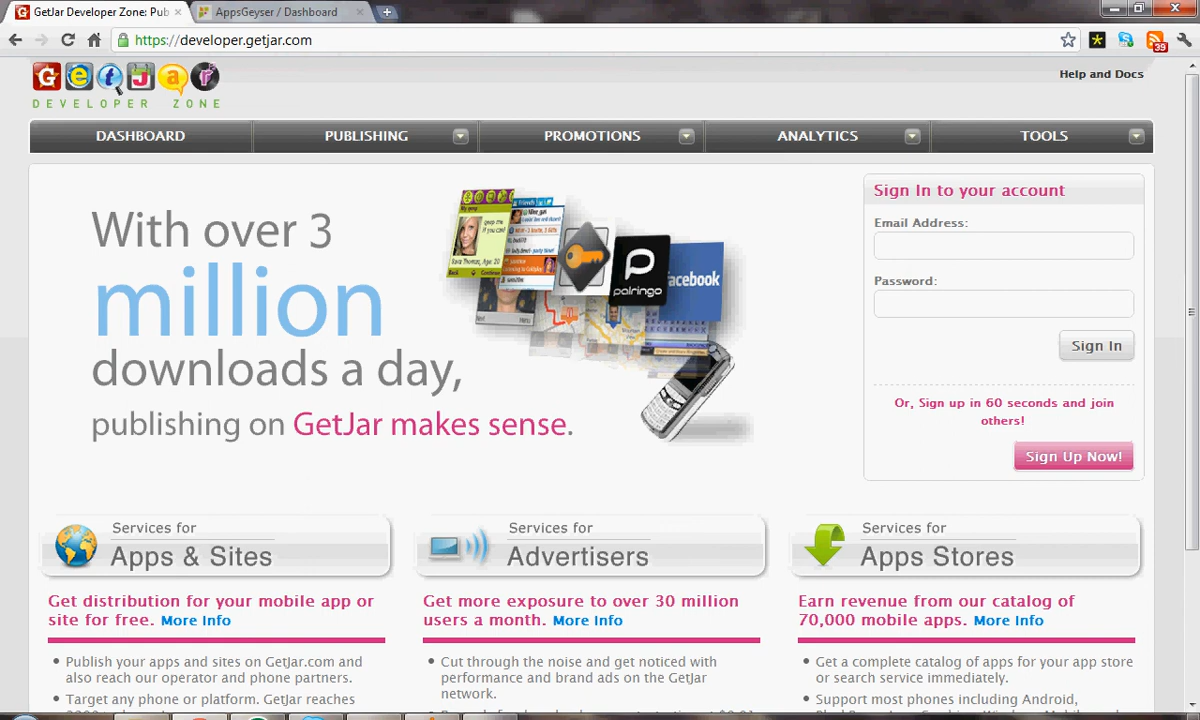 GetJar Developer Zone: Pub
AppsGeyser / Dashboard
https://developer.getjar.com
39
GetJar
DEVELOPER ZONE
Help and Docs
DASHBOARD
PUBLISHING
PROMOTIONS
ANALYTICS
TOOLS
With over 3
million
downloads a day,
publishing on GetJar makes sense.
palringo
facebook
Sign In to your account
Email Address:
Password:
Sign In
Or, Sign up in 60 seconds and join
others!
Sign Up Now!
Services for
Apps & Sites
Get distribution for your mobile app or
site for free. More Info
• Publish your apps and sites on GetJar.com and
also reach our operator and phone partners.
• Target any phone or platform. GetJar reaches
Services for
Advertisers
Get more exposure to over 30 million
users a month. More Info
• Cut through the noise and get noticed with
performance and brand ads on the GetJar
network.
Services for
Apps Stores
Earn revenue from our catalog of
70,000 mobile apps. More Info
• Get a complete catalog of apps for your app store
or search service immediately.
• Support most phones including Android,